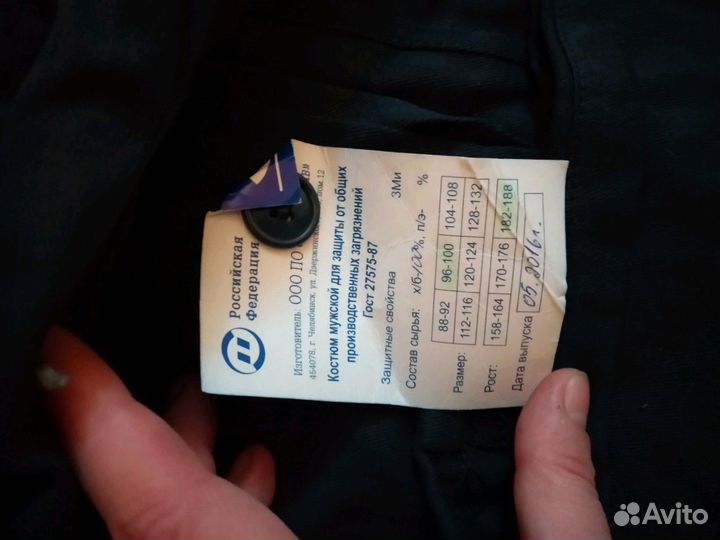 Российская
Федерация
Изготовитель: ООО ПО
454078, г. Челябинск, ул. Дзержинского 12
Костюм мужской для защиты от общих
производственных загрязнений
Гост 27575-87
Защитные свойства ЗМи
Состав сырья: х/б-100%, п/э- %
Размер: 88-92 96-100 104-108
112-116 120-124 128-132
Рост: 158-164 170-176 182-188
Дата выпуска 05.2016г.
Avito